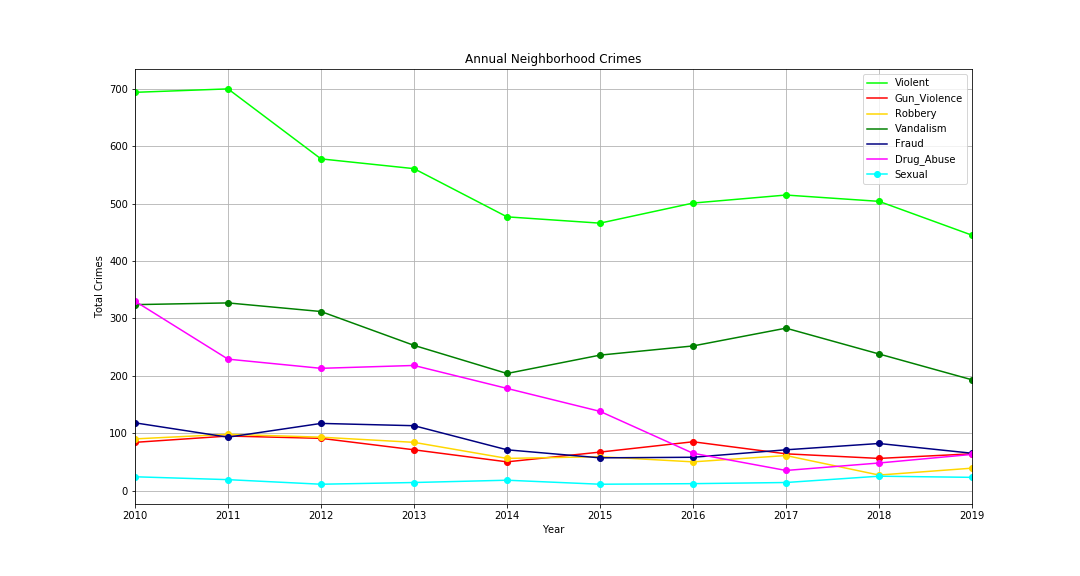 Annual Neighborhood Crimes
700
600
500
400
300
200
100
0
Total Crimes
Violent
Gun_Violence
Robbery
Vandalism
Fraud
Drug_Abuse
Sexual
2010 2011 2012 2013 2014 2015 2016 2017 2018 2019
Year